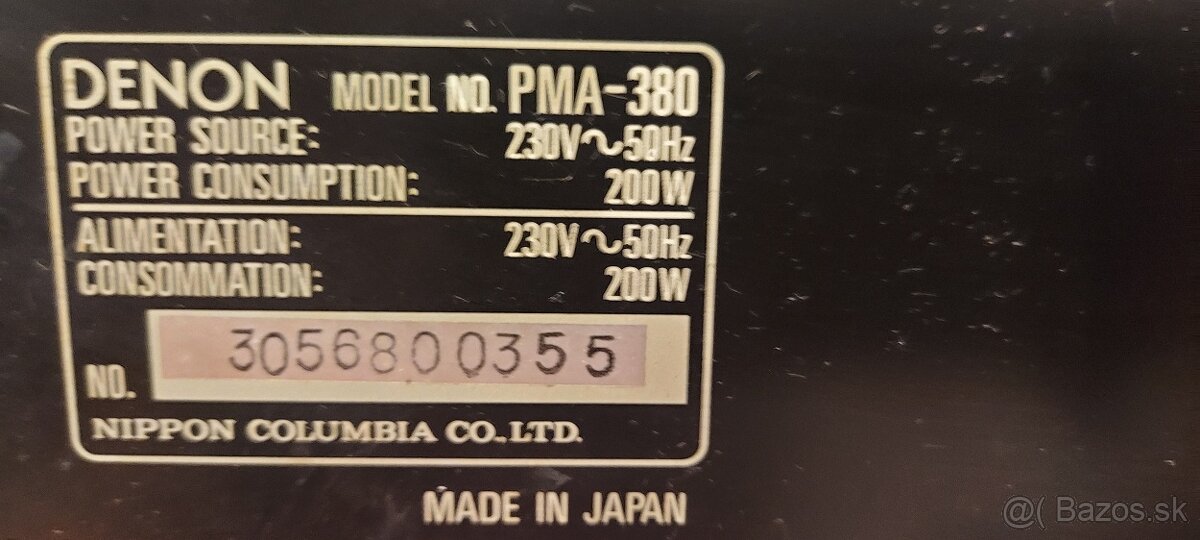 DENON MODEL NO. PMA-380
POWER SOURCE: 230V~50Hz
POWER CONSUMPTION: 200W
ALIMENTATION: 230V~50Hz
CONSOMMATION: 200W
NO. 3056800355
NIPPON COLUMBIA CO.,LTD.
MADE IN JAPAN
@( Bazos.sk